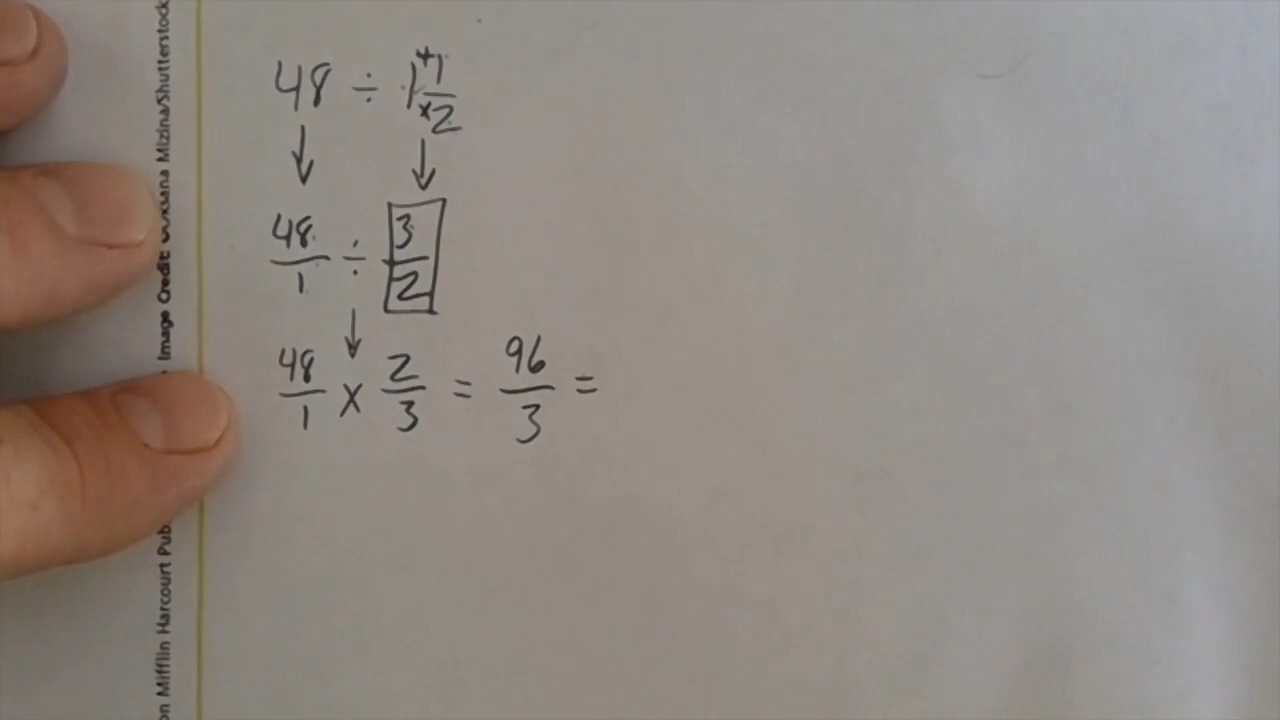 48 ÷ 1 1/2
48/1 ÷ 3/2
48/1 x 2/3 = 96/3 =
on Mifflin Harcourt Pub
Image Credit Mizina/Shutterstock